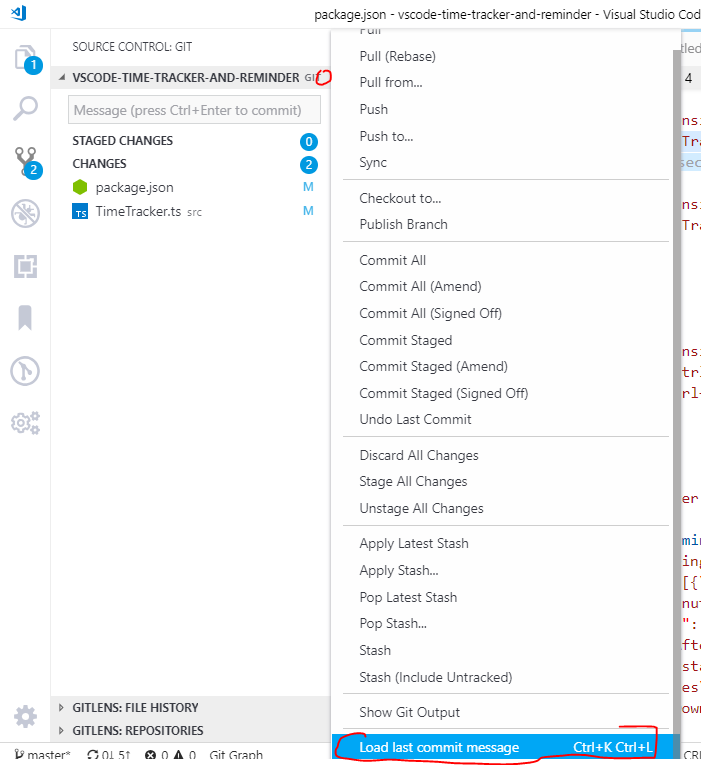 package.json - vscode-time-tracker-and-reminder - Visual Studio Cod
SOURCE CONTROL: GIT
VSCODE-TIME-TRACKER-AND-REMINDER GIT
Message (press Ctrl+Enter to commit)
STAGED CHANGES 0
CHANGES 2
package.json M
TS TimeTracker.ts src M
1
2
GITLENS: FILE HISTORY
GITLENS: REPOSITORIES
master* 0↓ 5↑ 0 0 Git Graph
Pull
Pull (Rebase)
Pull from...
Push
Push to...
Sync
Checkout to...
Publish Branch
Commit All
Commit All (Amend)
Commit All (Signed Off)
Commit Staged
Commit Staged (Amend)
Commit Staged (Signed Off)
Undo Last Commit
Discard All Changes
Stage All Changes
Unstage All Changes
Apply Latest Stash
Apply Stash...
Pop Latest Stash
Pop Stash...
Stash
Stash (Include Untracked)
Show Git Output
Load last commit message Ctrl+K Ctrl+L
4